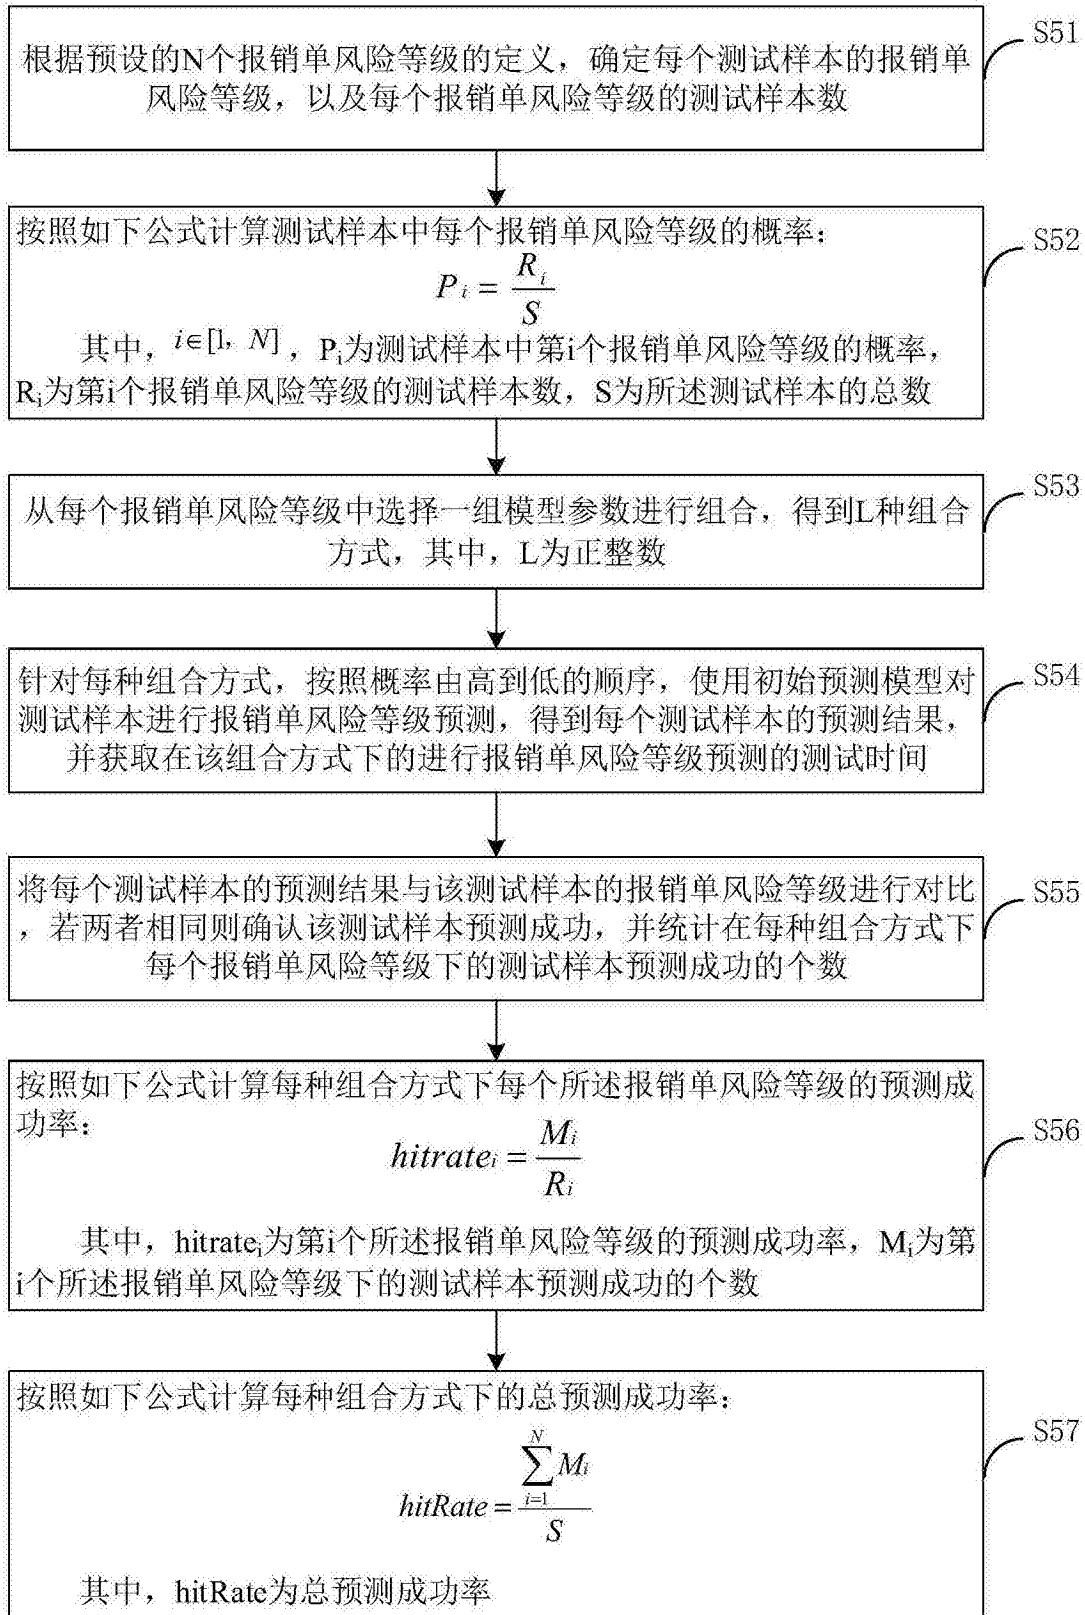 根据预设的N个报销单风险等级的定义，确定每个测试样本的报销单
风险等级，以及每个报销单风险等级的测试样本数
S51
按照如下公式计算测试样本中每个报销单风险等级的概率：
P_i = R_i / S
其中，i∈[1，N]，P_i为测试样本中第i个报销单风险等级的概率，
R_i为第i个报销单风险等级的测试样本数，S为所述测试样本的总数
S52
从每个报销单风险等级中选择一组模型参数进行组合，得到L种组合
方式，其中，L为正整数
S53
针对每种组合方式，按照概率由高到低的顺序，使用初始预测模型对
测试样本进行报销单风险等级预测，得到每个测试样本的预测结果，
并获取在该组合方式下的进行报销单风险等级预测的测试时间
S54
将每个测试样本的预测结果与该测试样本的报销单风险等级进行对比
，若两者相同则确认该测试样本预测成功，并统计在每种组合方式下
每个报销单风险等级下的测试样本预测成功的个数
S55
按照如下公式计算每种组合方式下每个所述报销单风险等级的预测成
功率：
hitrate_i = M_i / R_i
其中，hitrate_i为第i个所述报销单风险等级的预测成功率，M_i为第
i个所述报销单风险等级下的测试样本预测成功的个数
S56
按照如下公式计算每种组合方式下的总预测成功率：
hitRate = ∑_{i=1}^{N} M_i / S
其中，hitRate为总预测成功率
S57